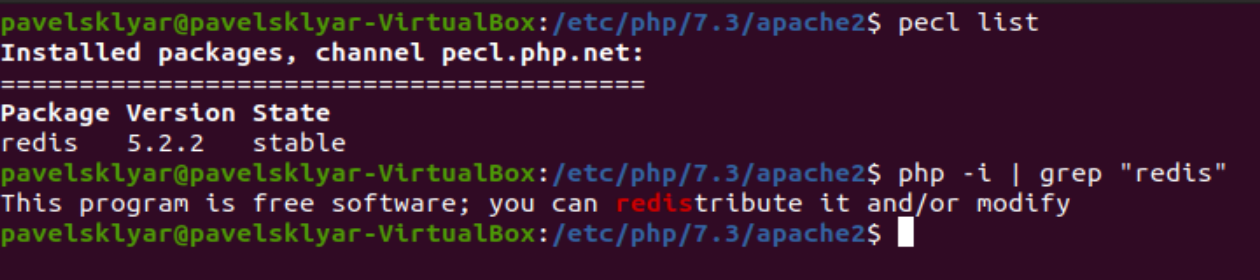 pavelsklyar@pavelsklyar-VirtualBox:/etc/php/7.3/apache2$ pecl list
Installed packages, channel pecl.php.net:
=========================================
Package Version State
redis   5.2.2   stable
pavelsklyar@pavelsklyar-VirtualBox:/etc/php/7.3/apache2$ php -i | grep "redis"
This program is free software; you can redistribute it and/or modify
pavelsklyar@pavelsklyar-VirtualBox:/etc/php/7.3/apache2$